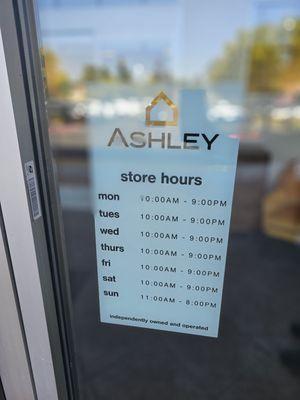 ASHLEY
store hours
mon 10:00AM - 9:00PM
tues 10:00AM - 9:00PM
wed 10:00AM - 9:00PM
thurs 10:00AM - 9:00PM
fri 10:00AM - 9:00PM
sat 10:00AM - 9:00PM
sun 11:00AM - 8:00PM
independently owned and operated